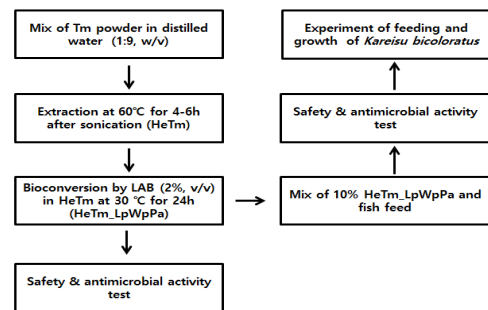 Mix of Tm powder in distilled
water (1:9, w/v)
Extraction at 60℃ for 4-6h
after sonication (HeTm)
Bioconversion by LAB (2%, v/v)
in HeTm at 30 ℃ for 24h
(HeTm_LpWpPa)
Safety & antimicrobial activity
test
Mix of 10% HeTm_LpWpPa and
fish feed
Safety & antimicrobial activity
test
Experiment of feeding and
growth of Kareisu bicoloratus